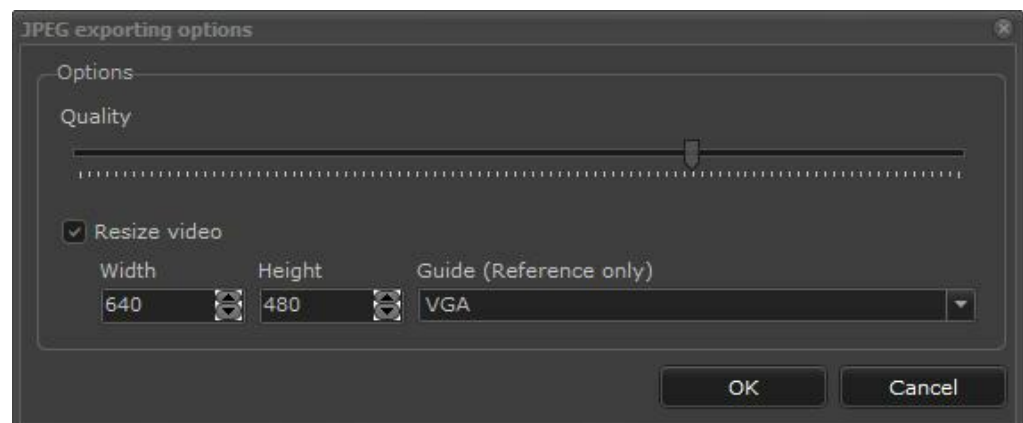 JPEG exporting options
Options
Quality
Resize video
Width Height Guide (Reference only)
640 480 VGA
OK Cancel